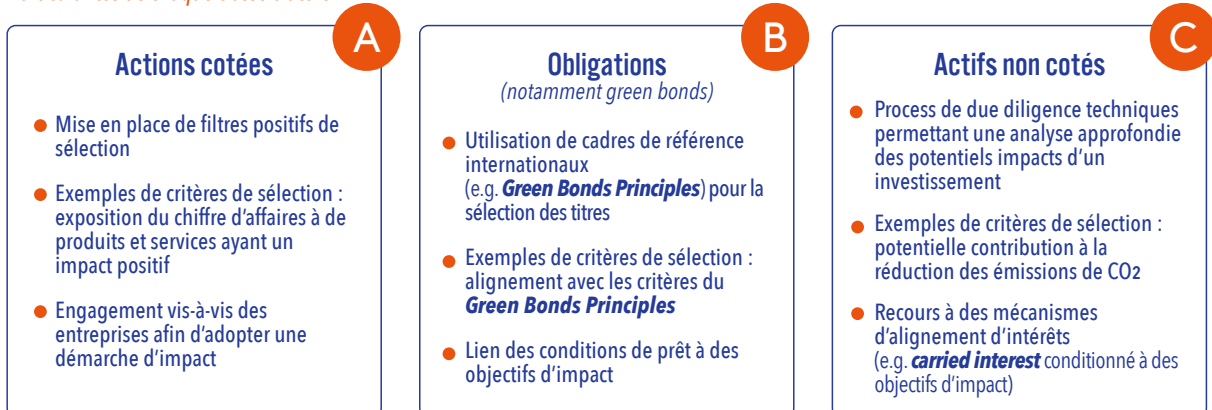 A
Actions cotées
Mise en place de filtres positifs de
sélection
Exemples de critères de sélection :
exposition du chiffre d'affaires à de
produits et services ayant un
impact positif
Engagement vis-à-vis des
entreprises afin d'adopter une
démarche d'impact
B
Obligations
(notamment green bonds)
Utilisation de cadres de référence
internationaux
(e.g. Green Bonds Principles) pour la
sélection des titres
Exemples de critères de sélection :
alignement avec les critères du
Green Bonds Principles
Lien des conditions de prêt à des
objectifs d'impact
C
Actifs non cotés
Process de due diligence techniques
permettant une analyse approfondie
des potentiels impacts d'un
investissement
Exemples de critères de sélection :
potentielle contribution à la
réduction des émissions de CO2
Recours à des mécanismes
d'alignement d'intérêts
(e.g. carried interest conditionné à des
objectifs d'impact)